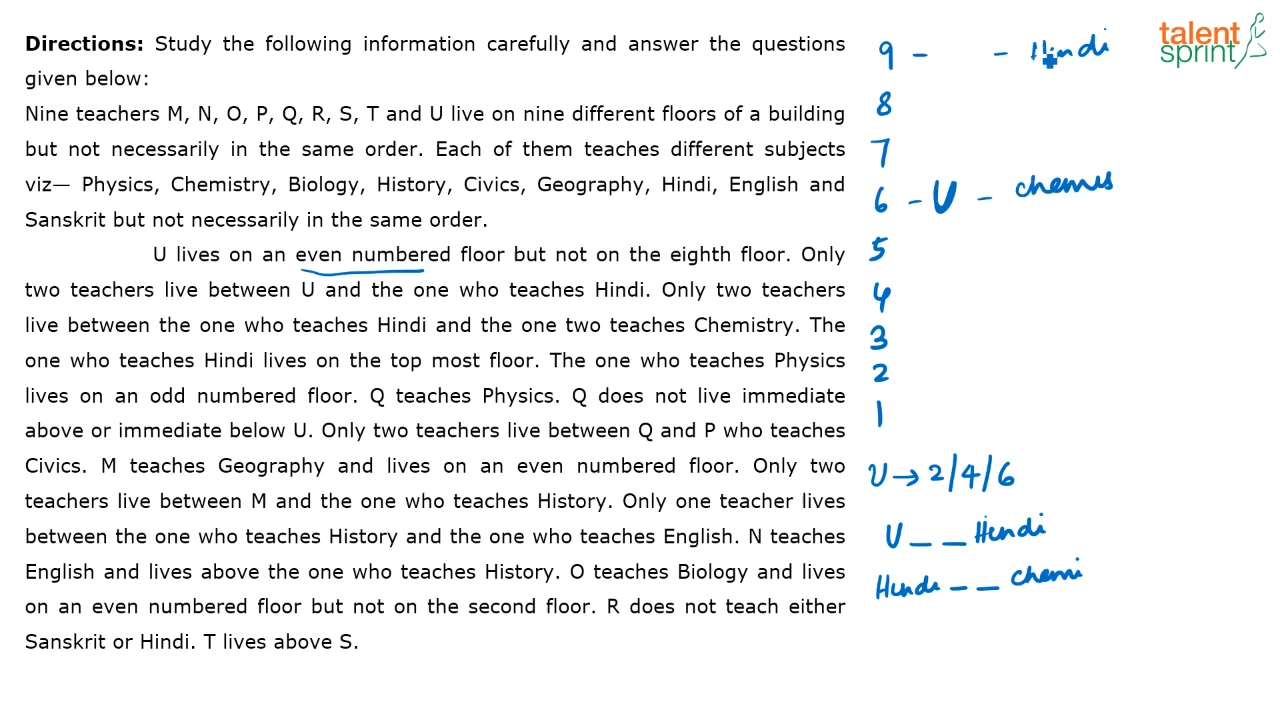 Directions: Study the following information carefully and answer the questions
given below:
Nine teachers M, N, O, P, Q, R, S, T and U live on nine different floors of a building
but not necessarily in the same order. Each of them teaches different subjects
viz— Physics, Chemistry, Biology, History, Civics, Geography, Hindi, English and
Sanskrit but not necessarily in the same order.
U lives on an even numbered floor but not on the eighth floor. Only
two teachers live between U and the one who teaches Hindi. Only two teachers
live between the one who teaches Hindi and the one two teaches Chemistry. The
one who teaches Hindi lives on the top most floor. The one who teaches Physics
lives on an odd numbered floor. Q teaches Physics. Q does not live immediate
above or immediate below U. Only two teachers live between Q and P who teaches
Civics. M teaches Geography and lives on an even numbered floor. Only two
teachers live between M and the one who teaches History. Only one teacher lives
between the one who teaches History and the one who teaches English. N teaches
English and lives above the one who teaches History. O teaches Biology and lives
on an even numbered floor but not on the second floor. R does not teach either
Sanskrit or Hindi. T lives above S.
talent
sprint
9 - - Hindi
8
7
6 - U - chemis
5
4
3
2
1
U → 2/4/6
U _ _ Hindi
Hindi _ _ chemi